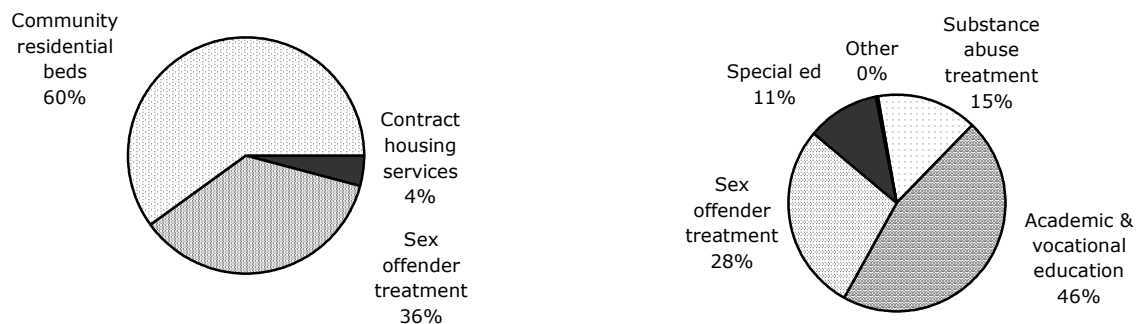 Community
residential
beds
60%
Contract
housing
services
4%
Sex
offender
treatment
36%
Other
0%
Substance
abuse
treatment
15%
Special ed
11%
Sex
offender
treatment
28%
Academic &
vocational
education
46%